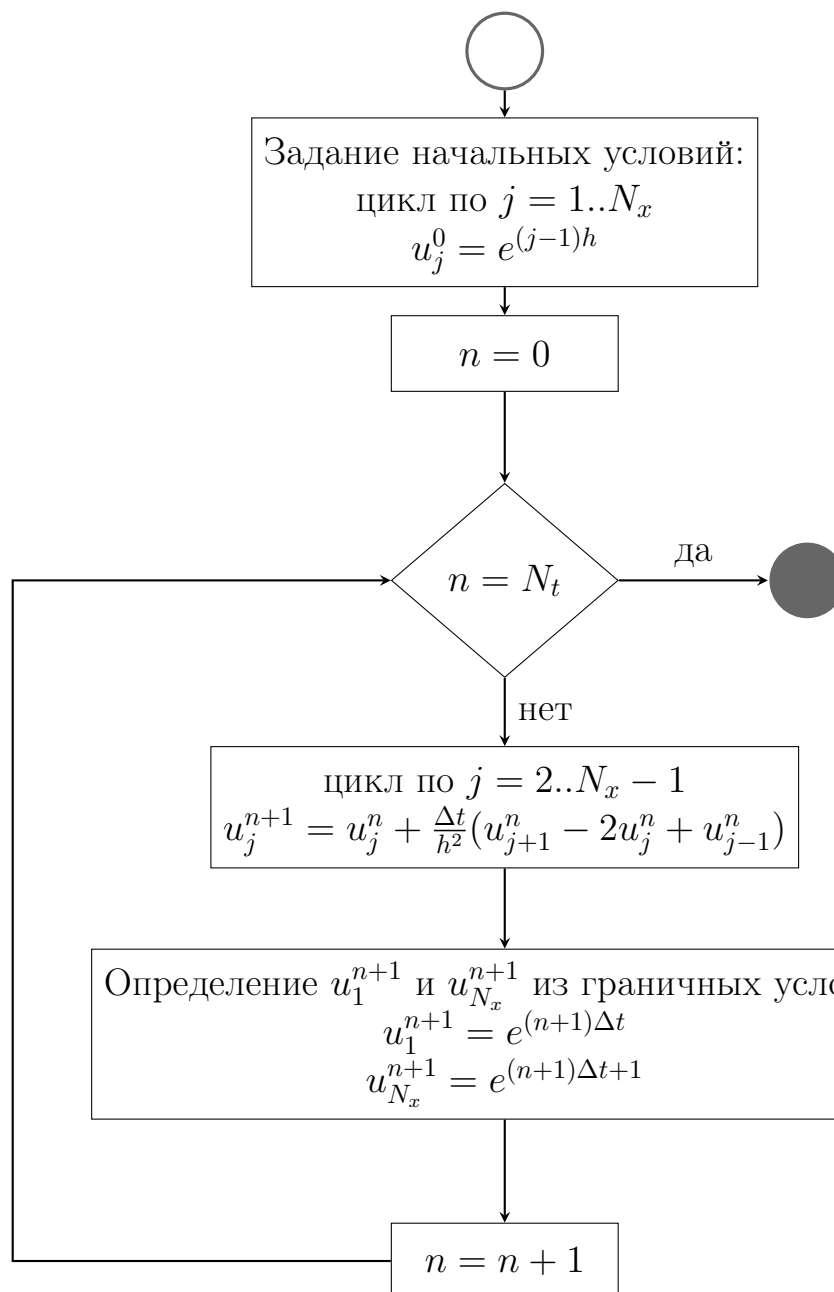 Задание начальных условий:
цикл по $j = 1..N_x$
$u_j^0 = e^{(j-1)h}$
$n = 0$
$n = N_t$
да
нет
цикл по $j = 2..N_x - 1$
$u_j^{n+1} = u_j^n + \frac{\Delta t}{h^2}(u_{j+1}^n - 2u_j^n + u_{j-1}^n)$
Определение $u_1^{n+1}$ и $u_{N_x}^{n+1}$ из граничных
$u_1^{n+1} = e^{(n+1)\Delta t}$
$u_{N_x}^{n+1} = e^{(n+1)\Delta t+1}$
$n = n + 1$